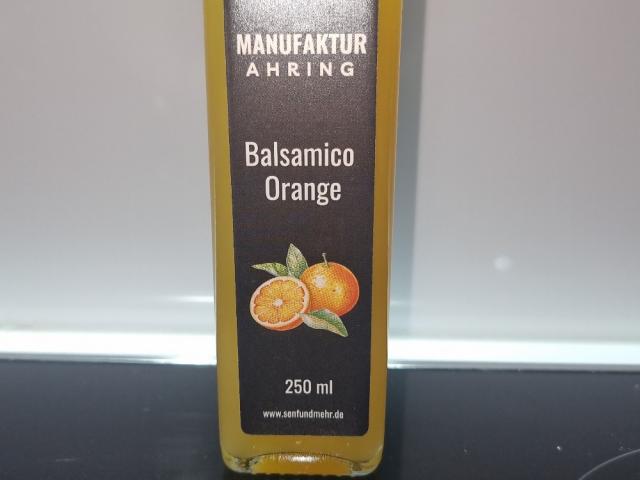 MANUFAKTUR
AHRING
Balsamico
Orange
250 ml
www.senfundmehr.de